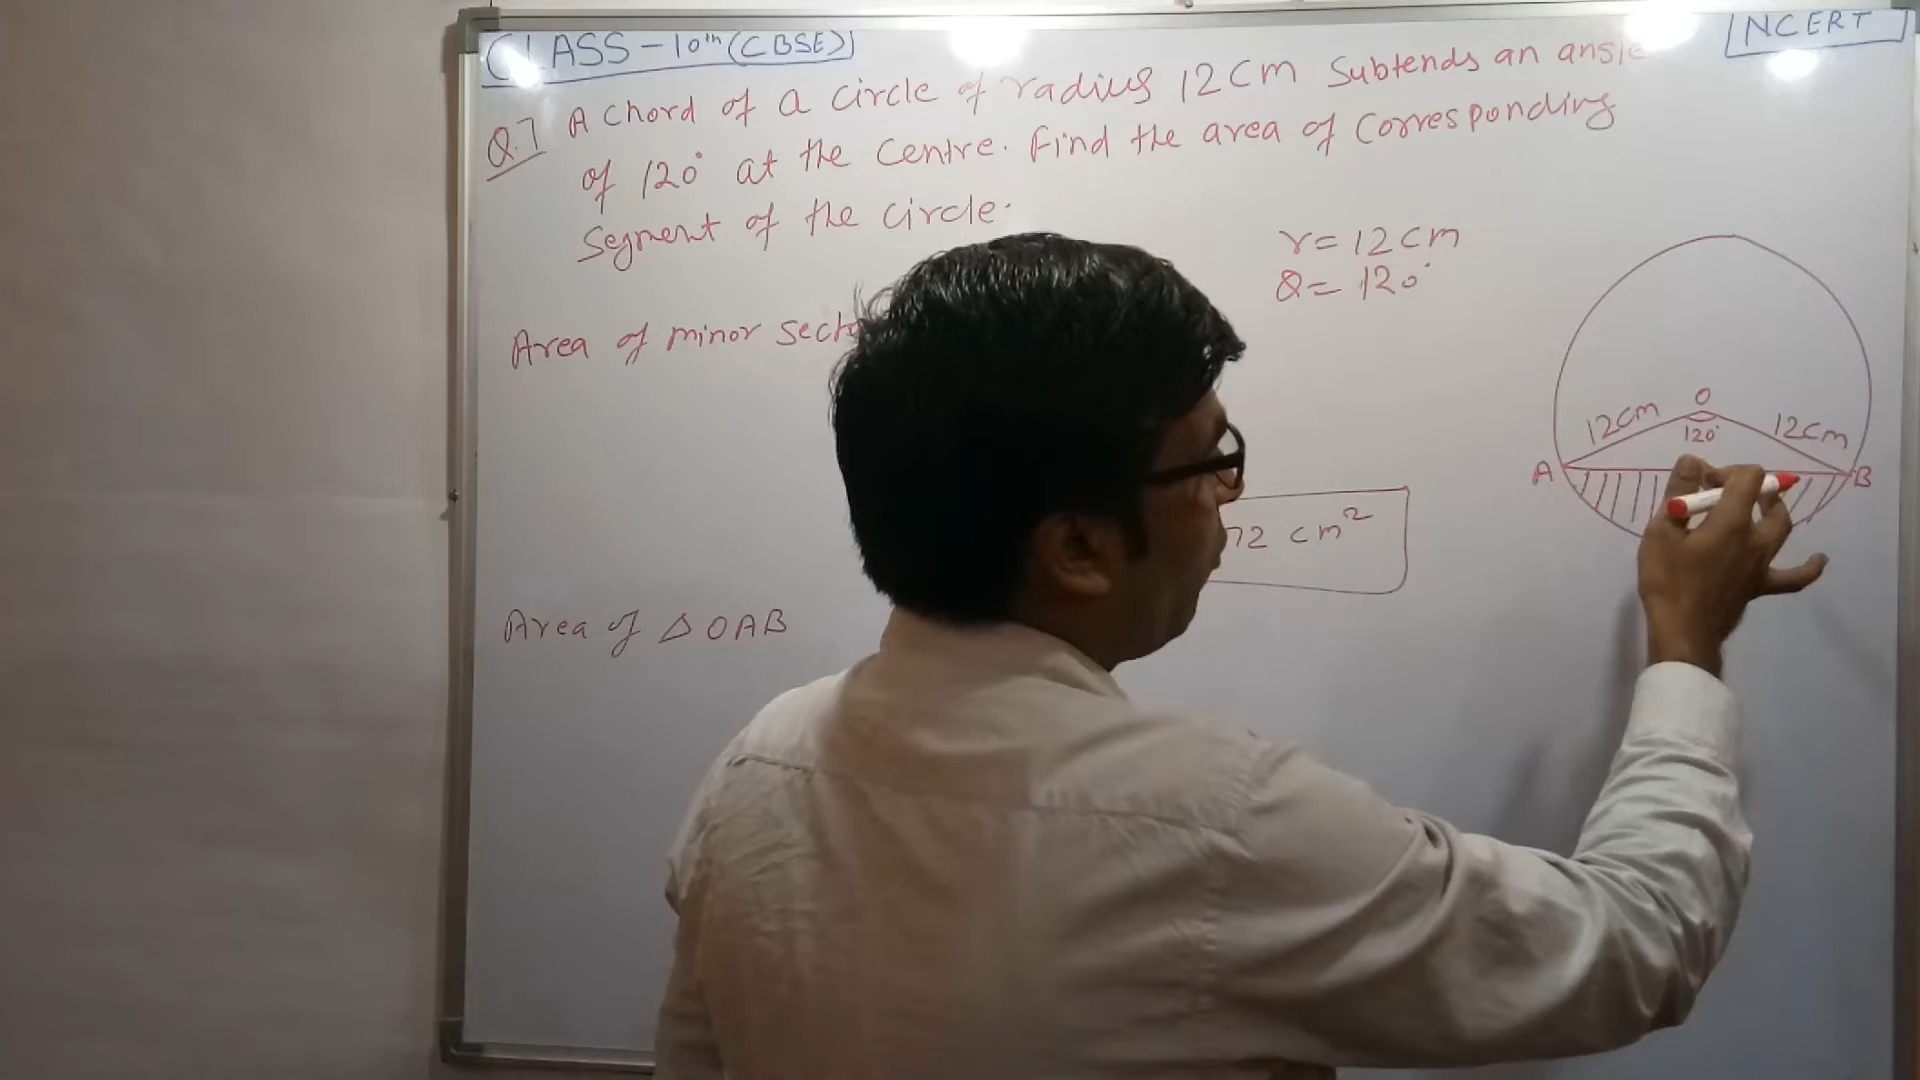 CLASS-10th (CBSE)
NCERT
Q.7 A chord of a circle of radius 12cm subtends an angle
of 120° at the centre. Find the area of corresponding
segment of the circle.
r=12cm
θ=120°
Area of minor
Area of Δ OAB
72 cm²
O
12cm
12cm
120°
A
B